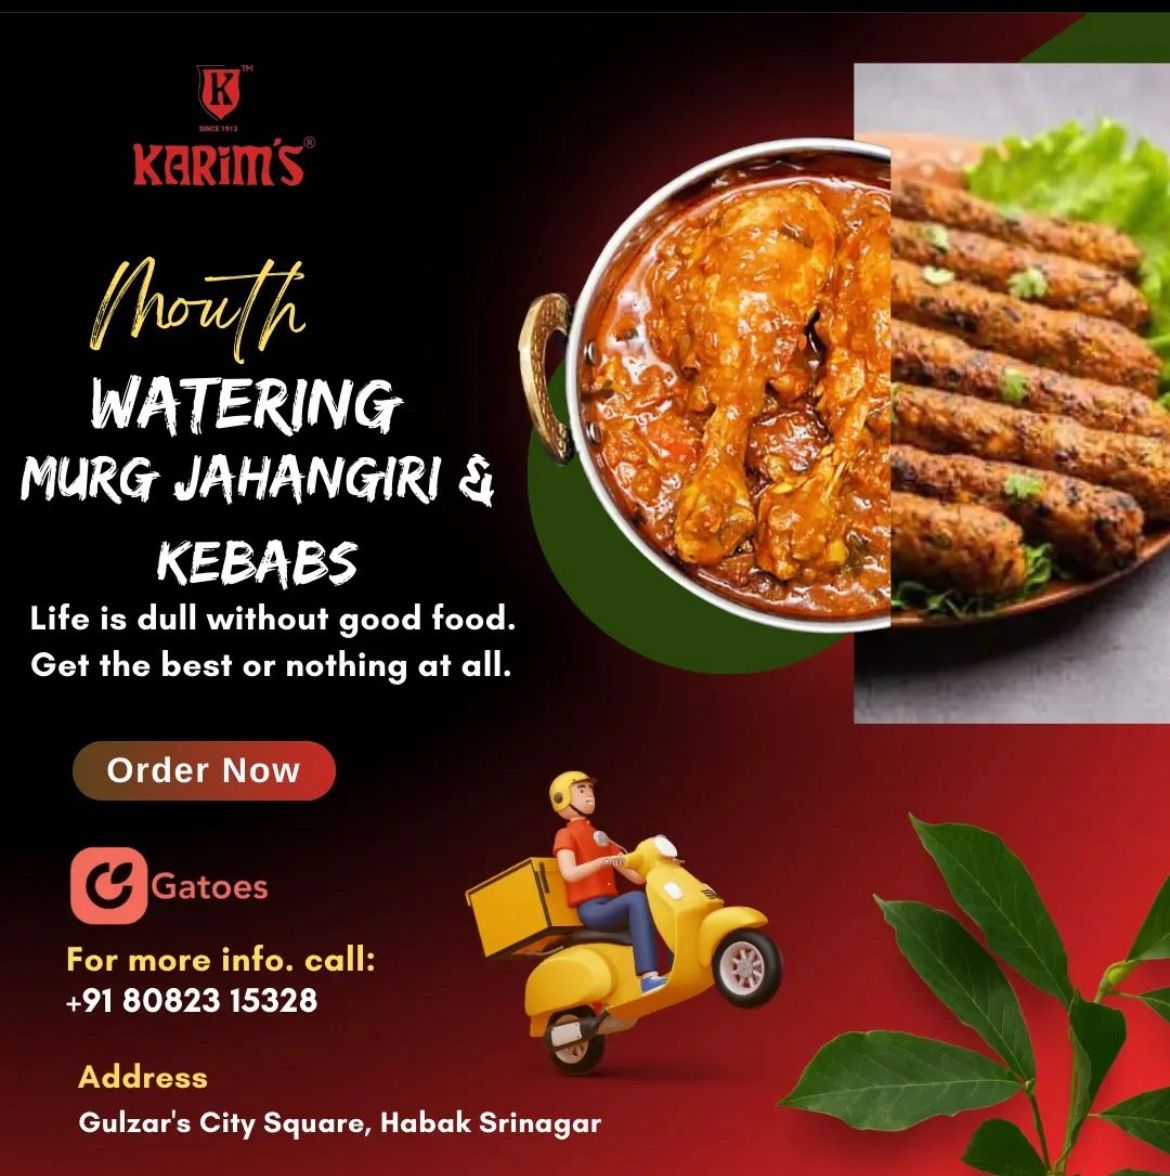 K™
SINCE 1913
KARIM'S®
Mouth
WATERING
MURG JAHANGIRI &
KEBABS
Life is dull without good food.
Get the best or nothing at all.
Order Now
Gatoes
For more info. call:
+91 80823 15328
Address
Gulzar's City Square, Habak Srinagar